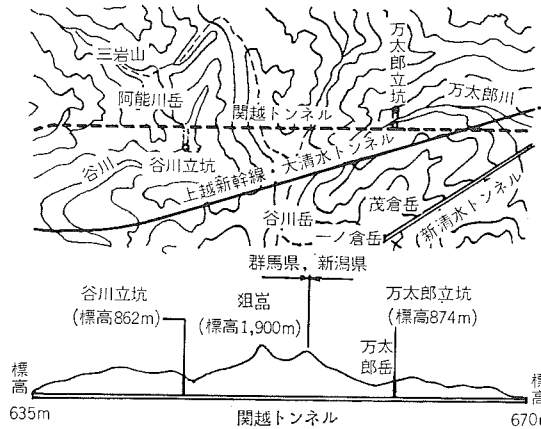 三岩山
阿能川岳
谷川
谷川立坑
関越トンネル
万太郎立坑
万太郎川
上越新幹線
大清水トンネル
谷川岳
茂倉岳
一ノ倉岳
新清水トンネル
群馬県，新潟県
谷川立坑
(標高862m)
俎嵓
(標高1,900m)
万太郎立坑
(標高874m)
万太郎岳
標高
635m
関越トンネル
標高
670m